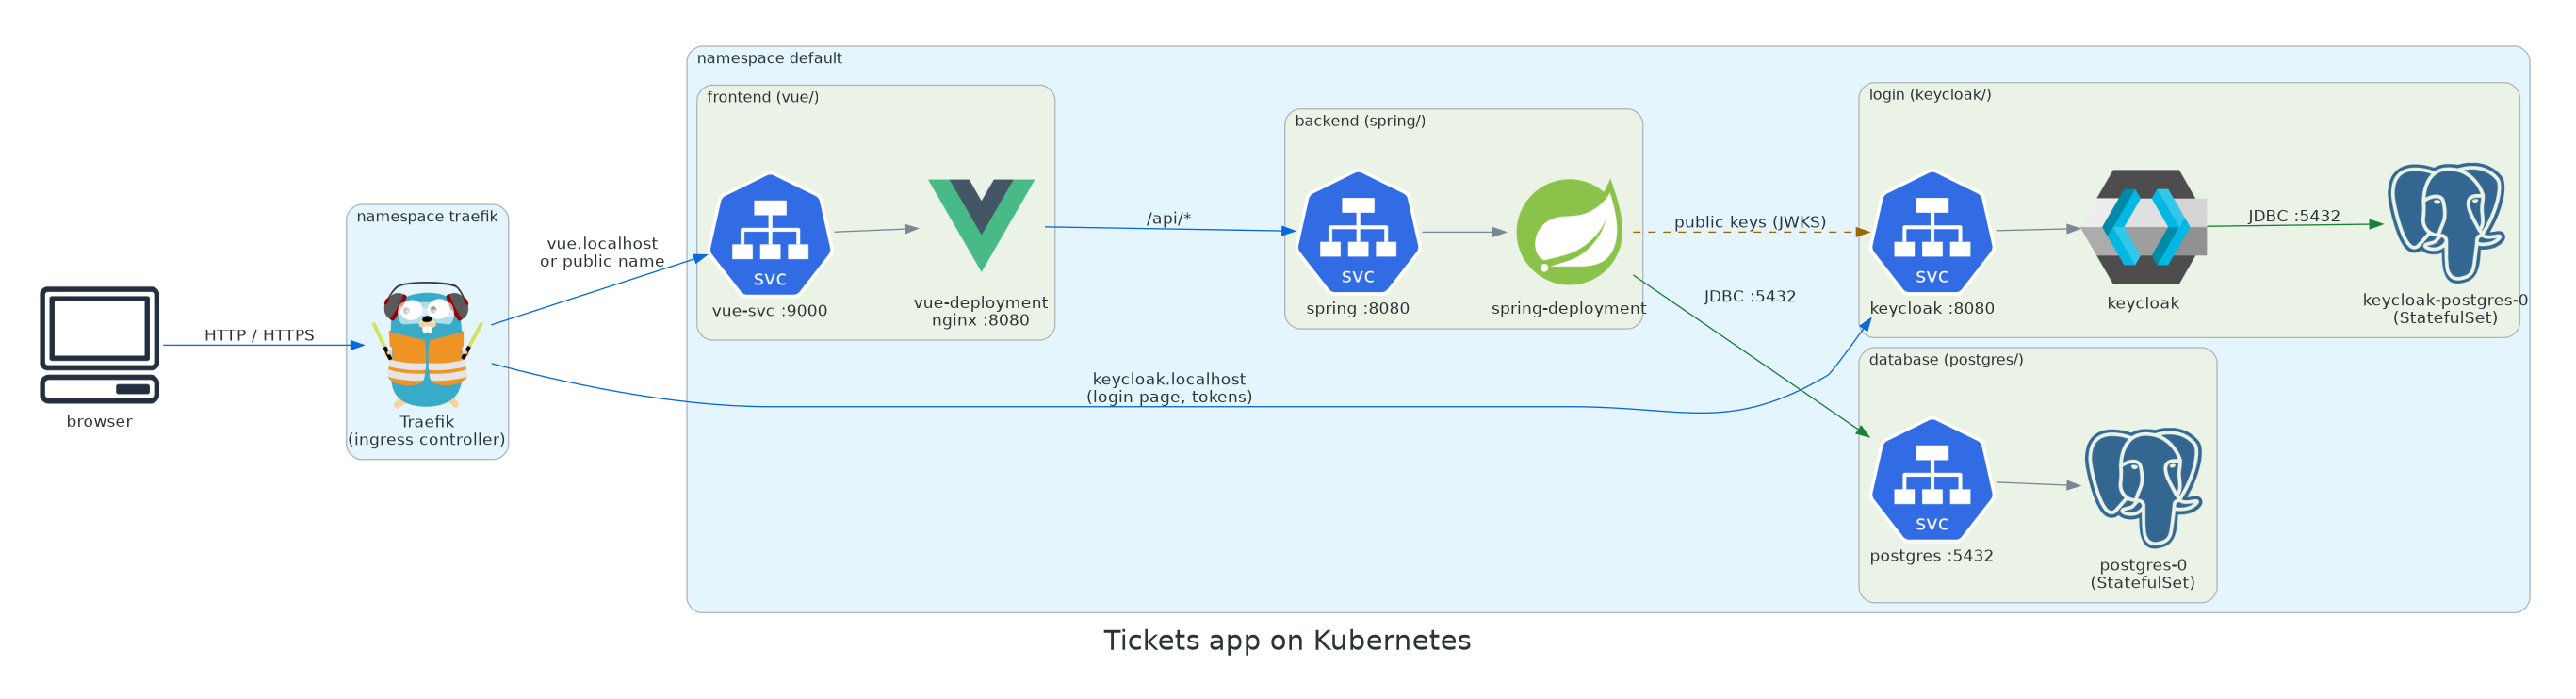 namespace default
frontend (vue/)
login (keycloak/)
backend (spring/)
namespace traefik
vue.localhost
or public name
/api/*
public keys (JWKS)
JDBC :5432
svc
svc
svc
vue-svc :9000
vue-deployment
nginx :8080
spring :8080
spring-deployment
JDBC :5432
keycloak :8080
keycloak
keycloak-postgres-0
(StatefulSet)
HTTP / HTTPS
browser
Traefik
(ingress controller)
keycloak.localhost
(login page, tokens)
database (postgres/)
svc
postgres :5432
postgres-0
(StatefulSet)
Tickets app on Kubernetes